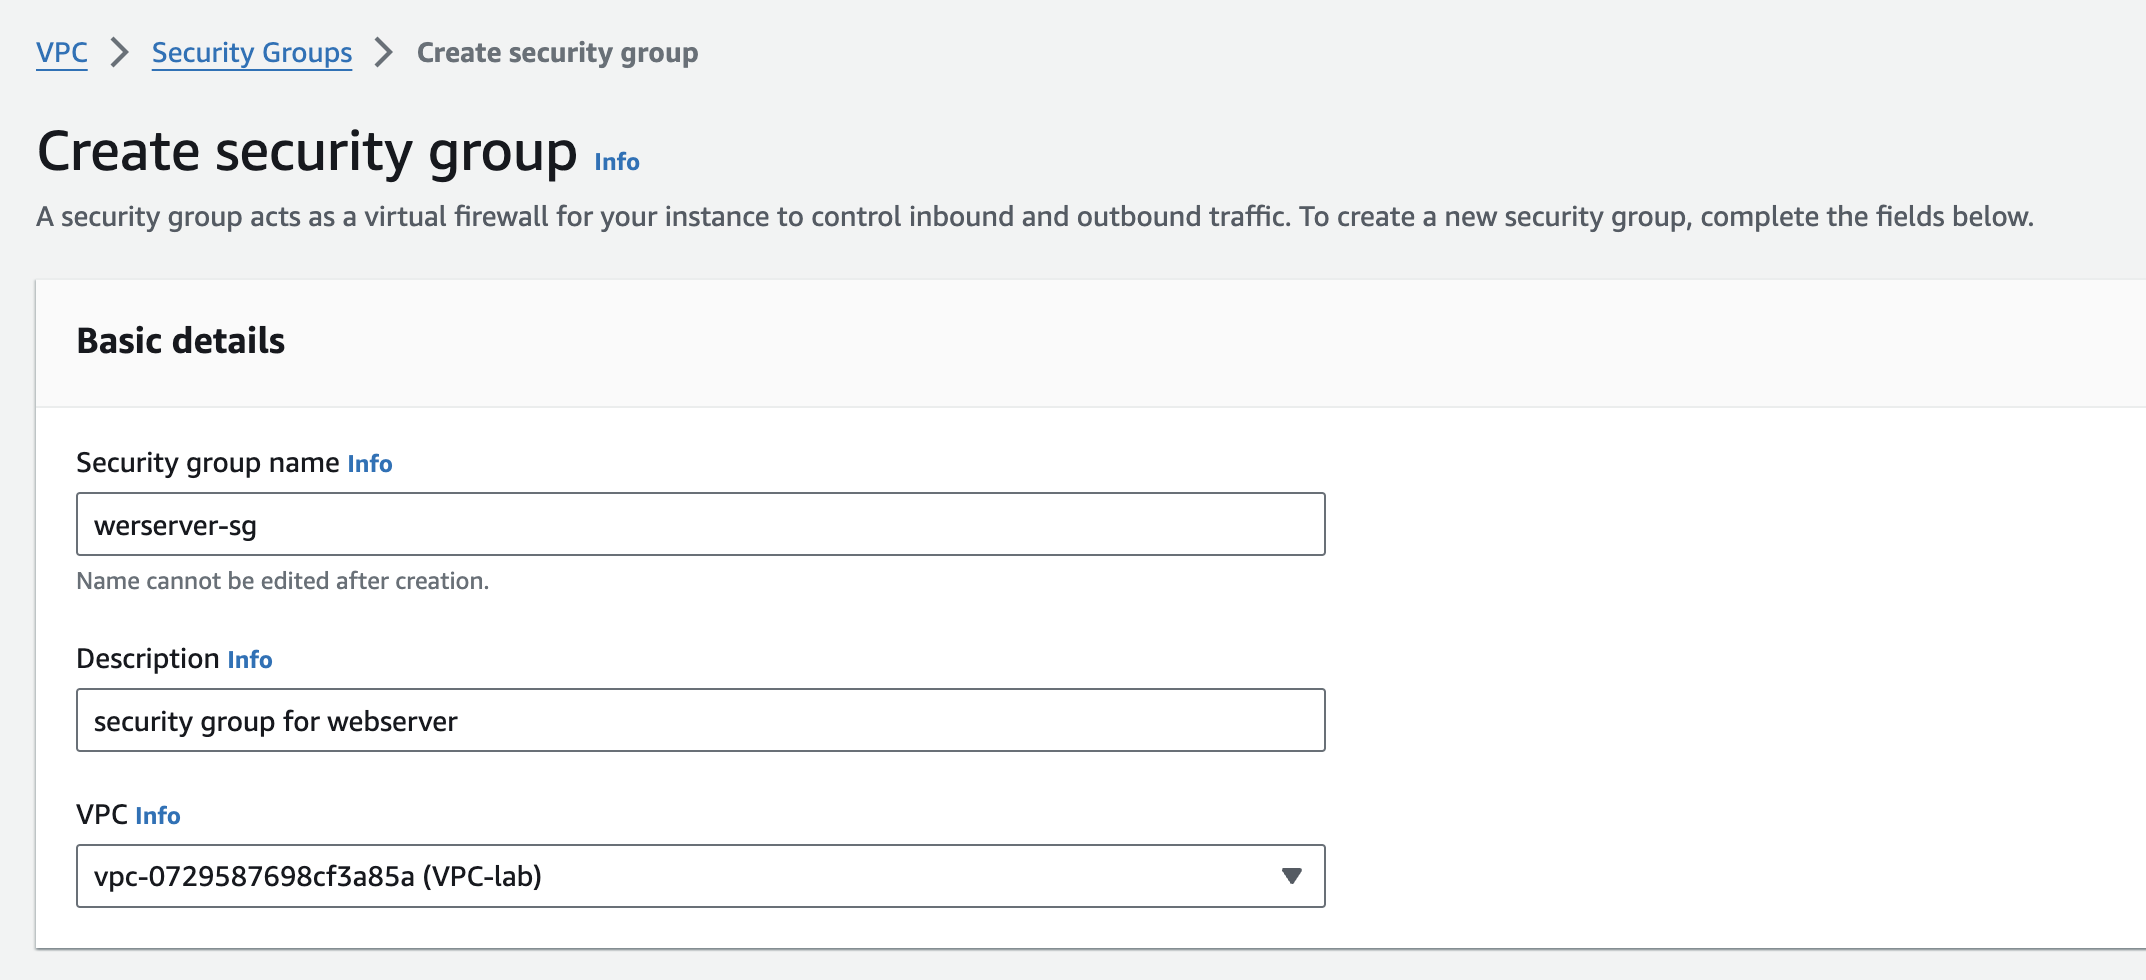 VPC > Security Groups > Create security group
Create security group Info
A security group acts as a virtual firewall for your instance to control inbound and outbound traffic. To create a new security group, complete the fields below.
Basic details
Security group name Info
werserver-sg
Name cannot be edited after creation.
Description Info
security group for webserver
VPC Info
vpc-0729587698cf3a85a (VPC-lab)